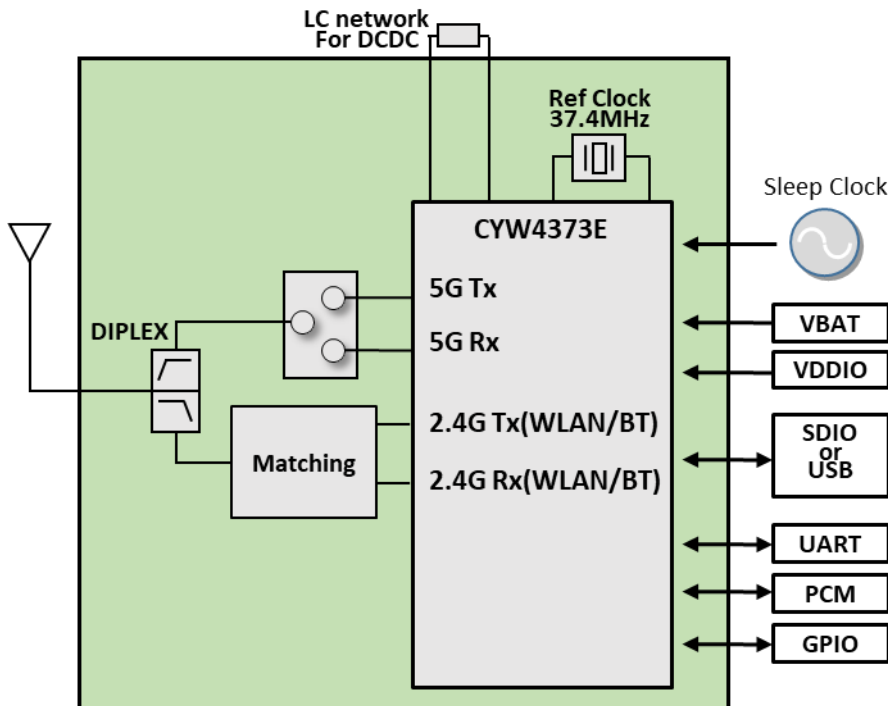 LC network
For DCDC
Ref Clock
37.4MHz
Sleep Clock
CYW4373E
5G Tx
VBAT
DIPLEX
5G Rx
VDDIO
2.4G Tx(WLAN/BT)
SDIO
or
USB
Matching
2.4G Rx(WLAN/BT)
UART
PCM
GPIO